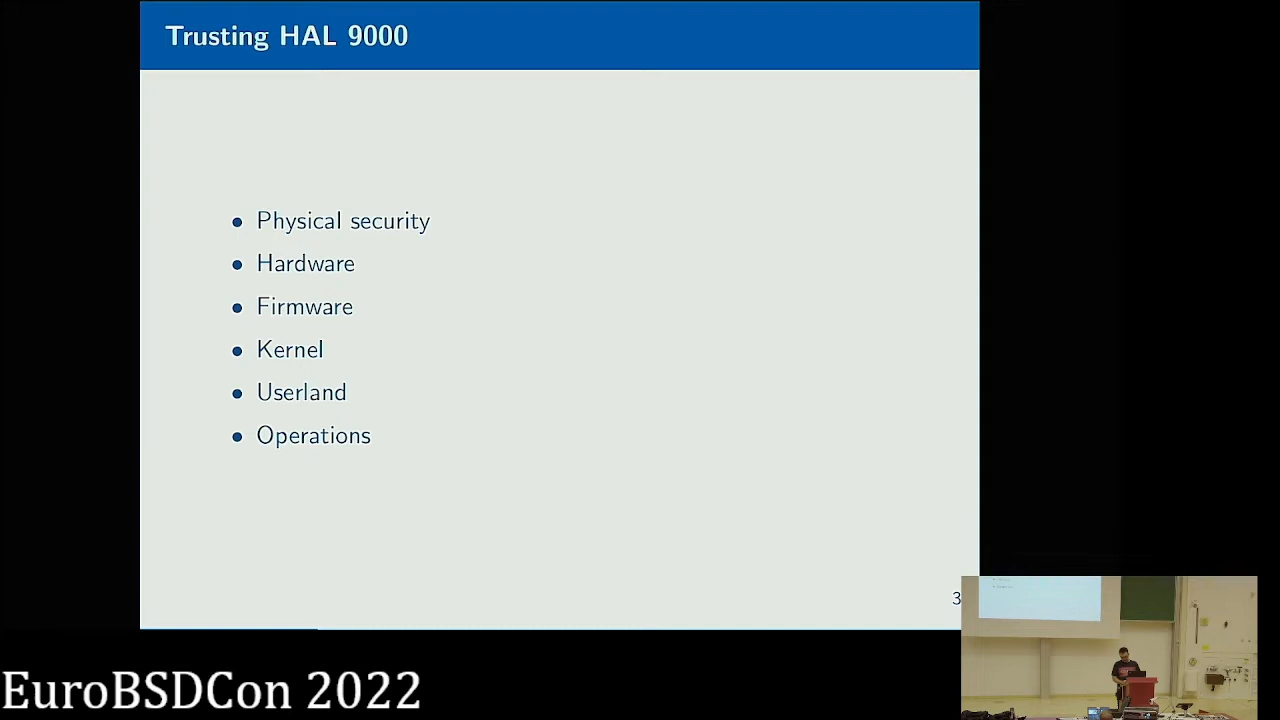 Trusting HAL 9000
• Physical security
• Hardware
• Firmware
• Kernel
• Userland
• Operations
3
EuroBSDCon 2022